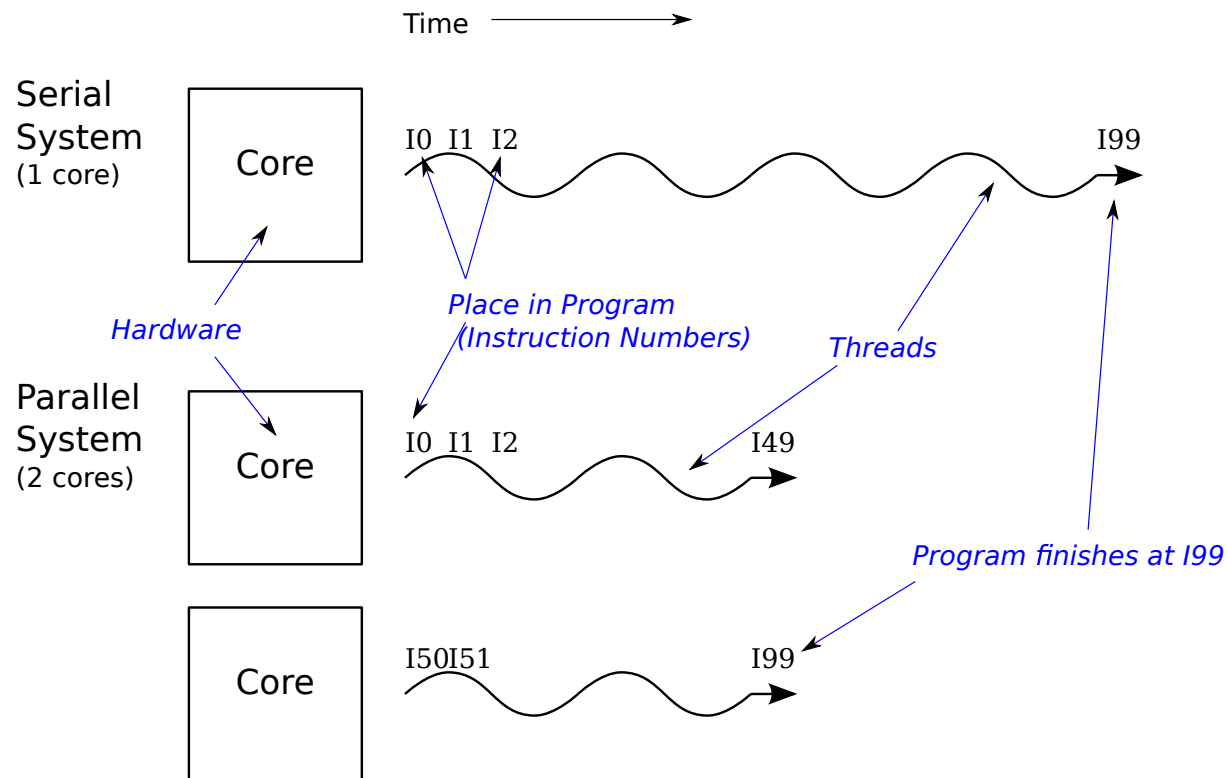 Time
Serial
System
(1 core)
Core
I0 I1 I2
I99
Hardware
Place in Program
(Instruction Numbers)
Threads
Parallel
System
(2 cores)
Core
I0 I1 I2
I49
Program finishes at I99
Core
I50I51
I99